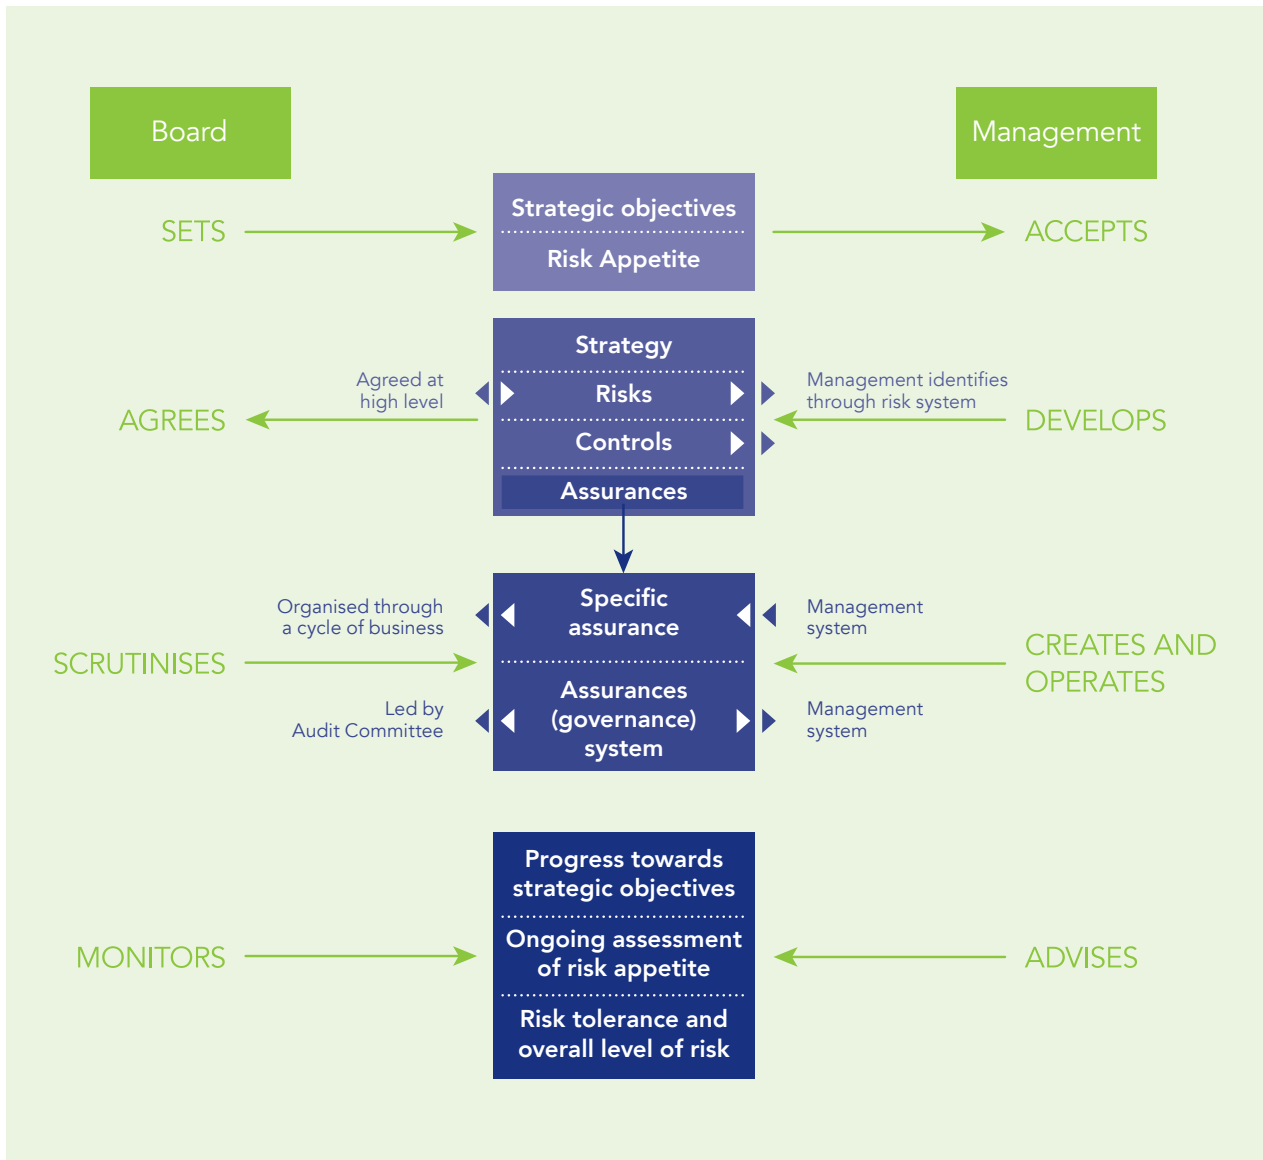 Board
Management
SETS
Strategic objectives
Risk Appetite
ACCEPTS
Strategy
Agreed at
high level
Risks
Management identifies
through risk system
AGREES
Controls
DEVELOPS
Assurances
Organised through
a cycle of business
Specific
assurance
Management
system
SCRUTINISES
CREATES AND
OPERATES
Led by
Audit Committee
Assurances
(governance)
system
Management
system
Progress towards
strategic objectives
MONITORS
Ongoing assessment
of risk appetite
ADVISES
Risk tolerance and
overall level of risk